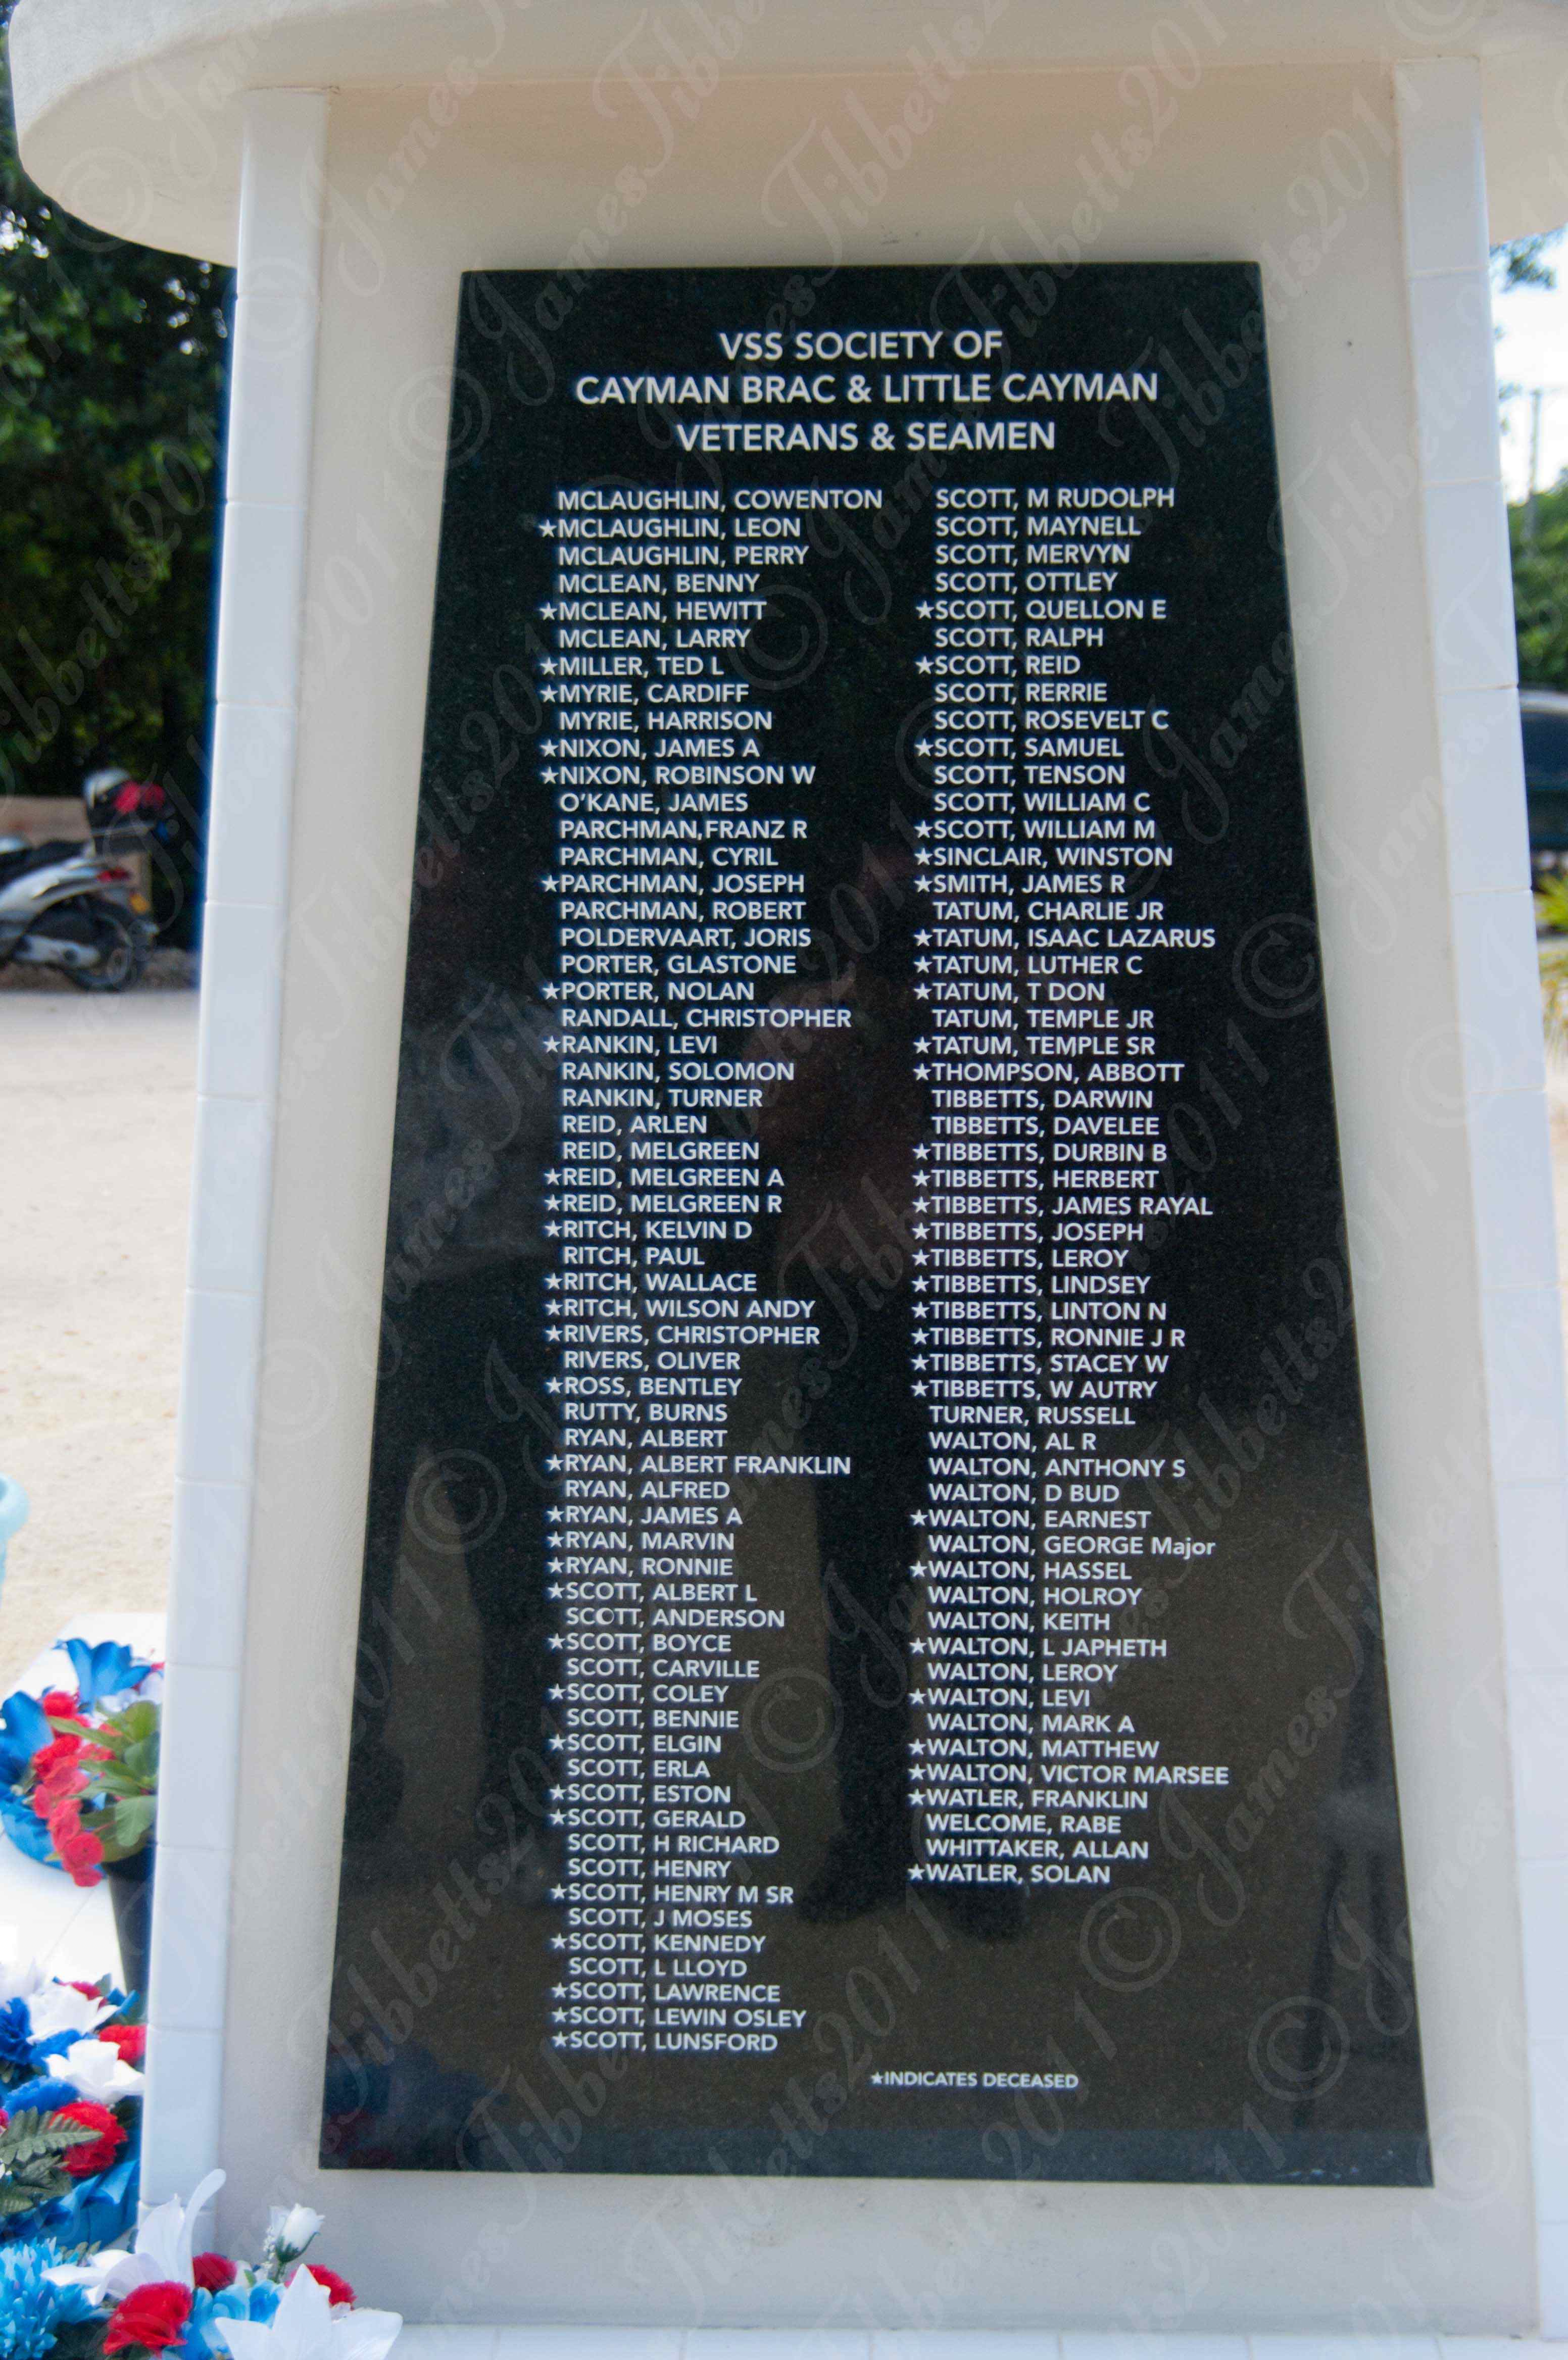 VSS SOCIETY OF
CAYMAN BRAC & LITTLE CAYMAN
VETERANS & SEAMEN
MCLAUGHLIN, COWENTON
★MCLAUGHLIN, LEON
MCLAUGHLIN, PERRY
MCLEAN, BENNY
★MCLEAN, HEWITT
MCLEAN, LARRY
★MILLER, TED L
★MYRIE, CARDIFF
MYRIE, HARRISON
★NIXON, JAMES A
★NIXON, ROBINSON W
O'KANE, JAMES
PARCHMAN,FRANZ R
PARCHMAN, CYRIL
★PARCHMAN, JOSEPH
PARCHMAN, ROBERT
POLDERVAART, JORIS
PORTER, GLASTONE
★PORTER, NOLAN
RANDALL, CHRISTOPHER
★RANKIN, LEVI
RANKIN, SOLOMON
RANKIN, TURNER
REID, ARLEN
REID, MELGREEN
★REID, MELGREEN A
★REID, MELGREEN R
★RITCH, KELVIN D
RITCH, PAUL
★RITCH, WALLACE
★RITCH, WILSON ANDY
★RIVERS, CHRISTOPHER
RIVERS, OLIVER
★ROSS, BENTLEY
RUTTY, BURNS
RYAN, ALBERT
★RYAN, ALBERT FRANKLIN
RYAN, ALFRED
★RYAN, JAMES A
★RYAN, MARVIN
★RYAN, RONNIE
★SCOTT, ALBERT L
SCOTT, ANDERSON
★SCOTT, BOYCE
SCOTT, CARVILLE
★SCOTT, COLEY
SCOTT, BENNIE
★SCOTT, ELGIN
SCOTT, ERLA
★SCOTT, ESTON
★SCOTT, GERALD
SCOTT, H RICHARD
SCOTT, HENRY
★SCOTT, HENRY M SR
SCOTT, J MOSES
★SCOTT, KENNEDY
SCOTT, L LLOYD
★SCOTT, LAWRENCE
★SCOTT, LEWIN OSLEY
★SCOTT, LUNSFORD
SCOTT, M RUDOLPH
SCOTT, MAYNELL
SCOTT, MERVYN
SCOTT, OTTLEY
★SCOTT, QUELLON E
SCOTT, RALPH
★SCOTT, REID
SCOTT, RERRIE
SCOTT, ROSEVELT C
★SCOTT, SAMUEL
SCOTT, TENSON
SCOTT, WILLIAM C
★SCOTT, WILLIAM M
★SINCLAIR, WINSTON
★SMITH, JAMES R
TATUM, CHARLIE JR
★TATUM, ISAAC LAZARUS
★TATUM, LUTHER C
★TATUM, T DON
TATUM, TEMPLE JR
★TATUM, TEMPLE SR
★THOMPSON, ABBOTT
TIBBETTS, DARWIN
TIBBETTS, DAVELEE
★TIBBETTS, DURBIN B
★TIBBETTS, HERBERT
★TIBBETTS, JAMES RAYAL
★TIBBETTS, JOSEPH
★TIBBETTS, LEROY
★TIBBETTS, LINDSEY
★TIBBETTS, LINTON N
★TIBBETTS, RONNIE J R
★TIBBETTS, STACEY W
★TIBBETTS, W AUTRY
TURNER, RUSSELL
WALTON, AL R
WALTON, ANTHONY S
WALTON, D BUD
★WALTON, EARNEST
WALTON, GEORGE Major
★WALTON, HASSEL
WALTON, HOLROY
WALTON, KEITH
★WALTON, L JAPHETH
WALTON, LEROY
★WALTON, LEVI
WALTON, MARK A
★WALTON, MATTHEW
★WALTON, VICTOR MARSEE
★WATLER, FRANKLIN
WELCOME, RABE
WHITTAKER, ALLAN
★WATLER, SOLAN
★INDICATES DECEASED
© JamesTibbetts2011